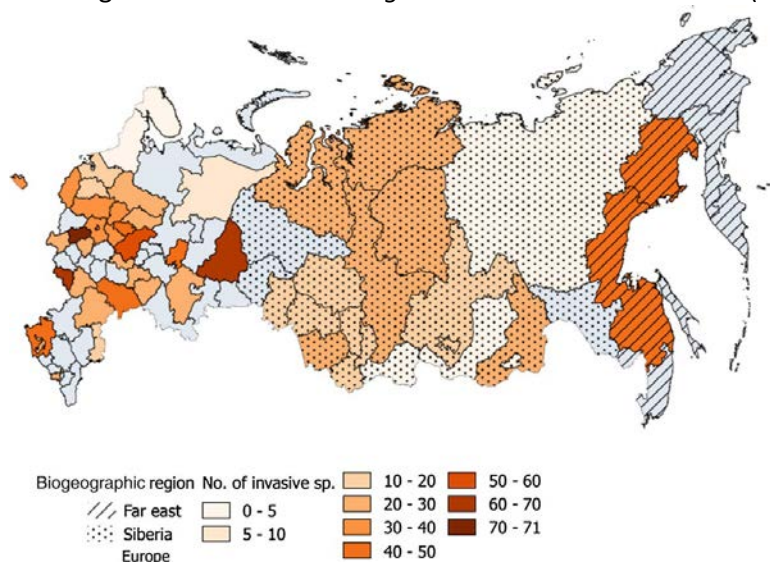 Biogeographic region No. of invasive sp.
Far east
Siberia
Europe
0 - 5
5 - 10
10 - 20
20 - 30
30 - 40
40 - 50
50 - 60
60 - 70
70 - 71